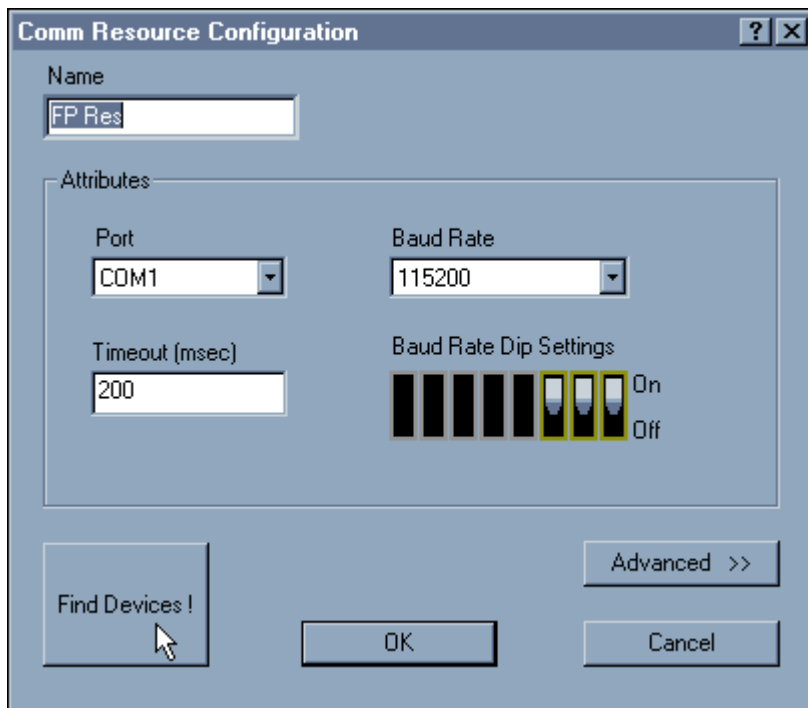 Comm Resource Configuration
Name
FP Res
Attributes
Port
Baud Rate
COM1
115200
Timeout (msec)
Baud Rate Dip Settings
200
On
Off
Find Devices !
Advanced >>
OK
Cancel